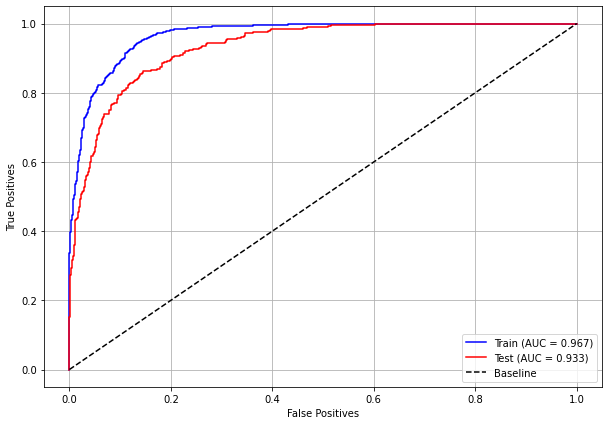 1.0
0.8
0.6
0.4
0.2
0.0
True Positives
0.0 0.2 0.4 0.6 0.8 1.0
False Positives
Train (AUC = 0.967)
Test (AUC = 0.933)
Baseline